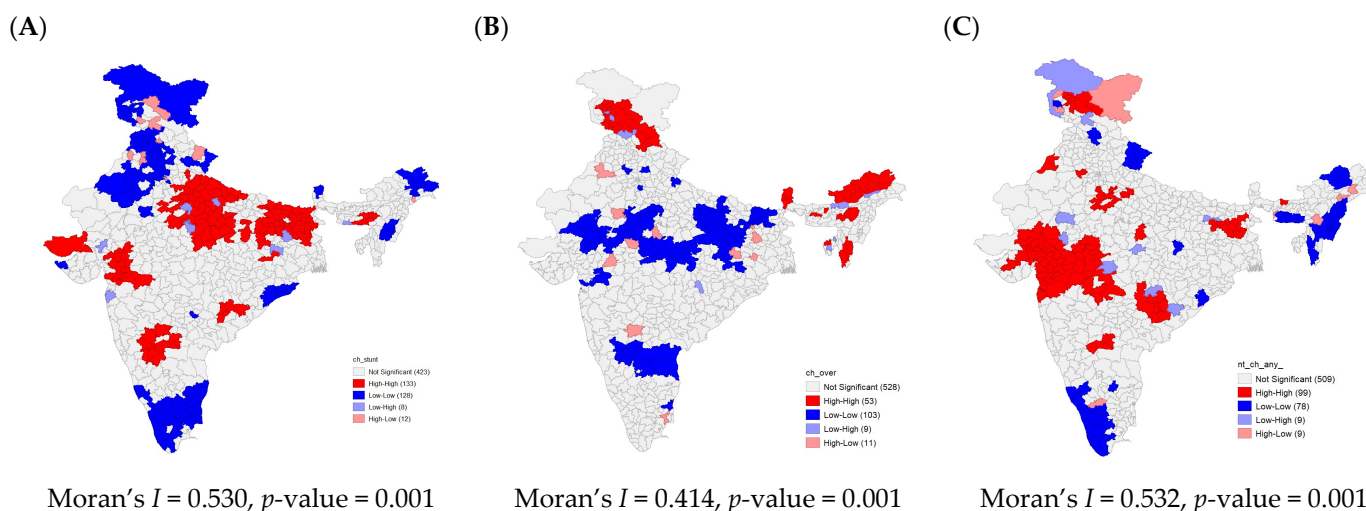 (A)
(B)
(C)
ch_stunt
Not Significant (423)
High-High (133)
Low-Low (128)
Low-High (8)
High-Low (12)
ch_over
Not Significant (528)
High-High (53)
Low-Low (103)
Low-High (9)
High-Low (11)
nt_ch_any_
Not Significant (509)
High-High (99)
Low-Low (78)
Low-High (9)
High-Low (9)
Moran's I = 0.530, p-value = 0.001
Moran's I = 0.414, p-value = 0.001
Moran's I = 0.532, p-value = 0.001